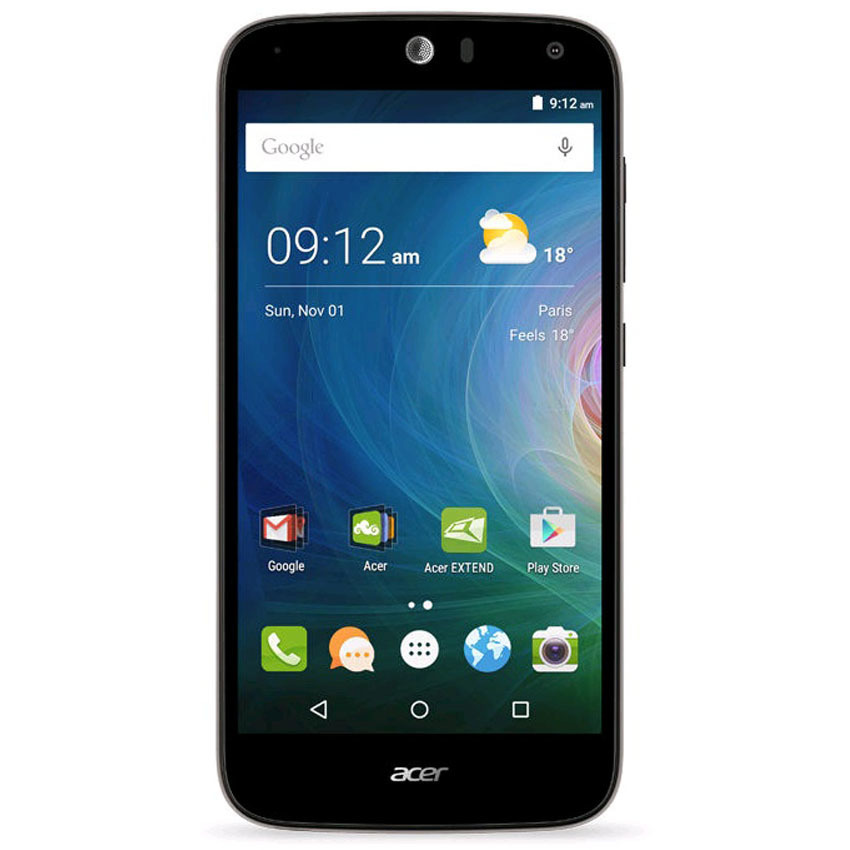 9:12 am
Google
09:12 am
18°
Sun, Nov 01
Paris
Feels 18°
Google
Acer
Acer EXTEND
Play Store
acer